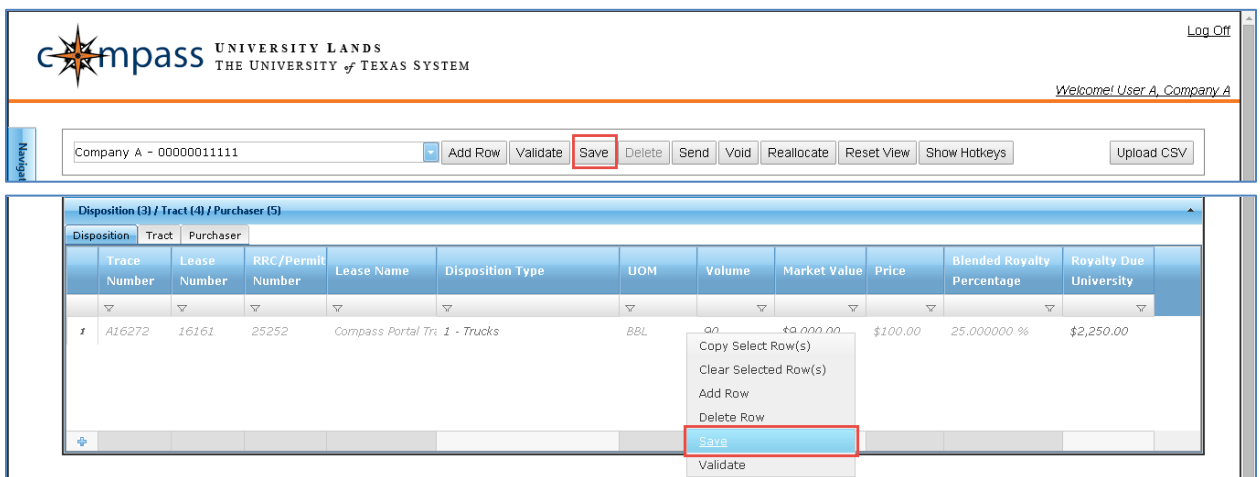 Log Off
compass UNIVERSITY LANDS
THE UNIVERSITY of TEXAS SYSTEM
Welcome! User A, Company A
Navigat
Company A - 00000011111 Add Row Validate Save Delete Send Void Reallocate Reset View Show Hotkeys Upload CSV
Disposition (3) / Tract (4) / Purchaser (5)
Disposition Tract Purchaser
Trace Number Lease Number RRC/Permit Number Lease Name Disposition Type UOM Volume Market Value Price Blended Royalty Percentage Royalty Due University
1 A16272 16161 25252 Compass Portal Tra 1 - Trucks BBL 90 $9,000.00 $100.00 25.000000 % $2,250.00
Copy Select Row(s)
Clear Selected Row(s)
Add Row
Delete Row
Save
Validate